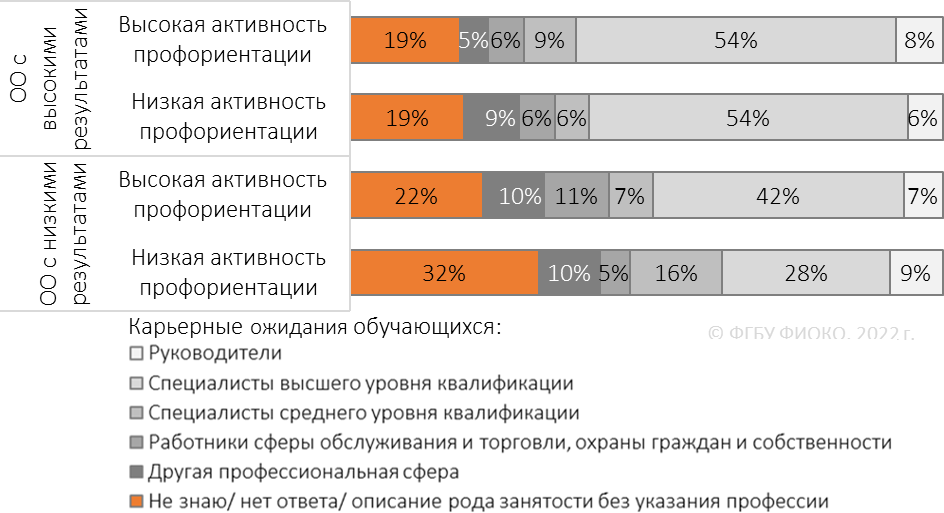 ОО с
высокими
результатами
Высокая активность
профориентации
19% 5% 6% 9% 54% 8%
Низкая активность
профориентации
19% 9% 6% 6% 54% 6%
ОО с низкими
результатами
Высокая активность
профориентации
22% 10% 11% 7% 42% 7%
Низкая активность
профориентации
32% 10% 5% 16% 28% 9%
Карьерные ожидания обучающихся:
© ФГБУ ФИОКО, 2022 г.
Руководители
Специалисты высшего уровня квалификации
Специалисты среднего уровня квалификации
Работники сферы обслуживания и торговли, охраны граждан и собственности
Другая профессиональная сфера
Не знаю/ нет ответа/ описание рода занятости без указания профессии